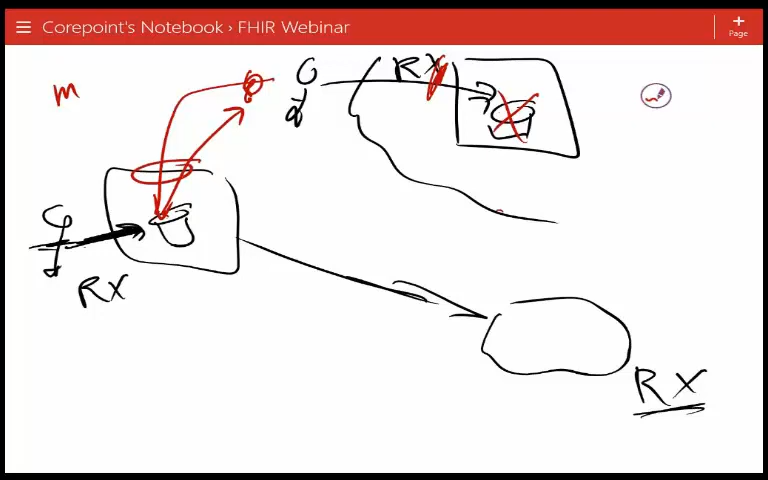 Corepoint's Notebook › FHIR Webinar
+
Page
m
RX
RX
RX